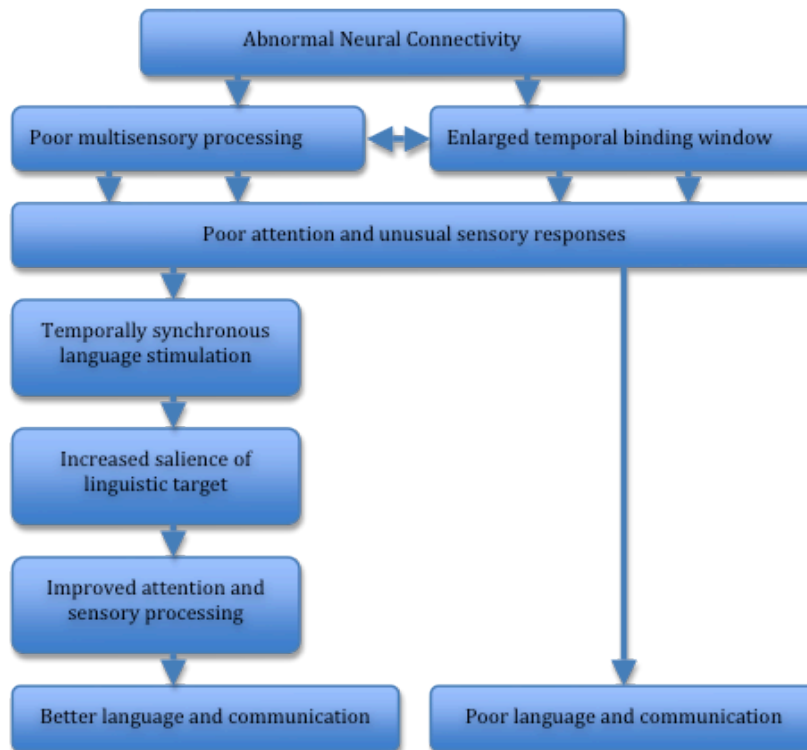 Abnormal Neural Connectivity
Poor multisensory processing
Enlarged temporal binding window
Poor attention and unusual sensory responses
Temporally synchronous
language stimulation
Increased salience of
linguistic target
Improved attention and
sensory processing
Better language and communication
Poor language and communication